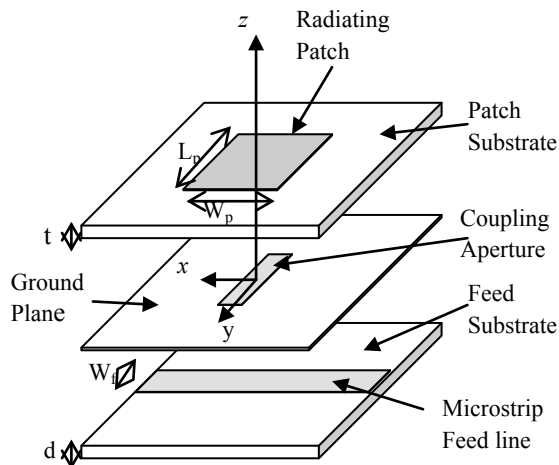 z
Radiating
Patch
Patch
Substrate
L_p
W_p
t
Coupling
Aperture
x
Ground
Plane
y
Feed
Substrate
W_f
Microstrip
Feed line
d